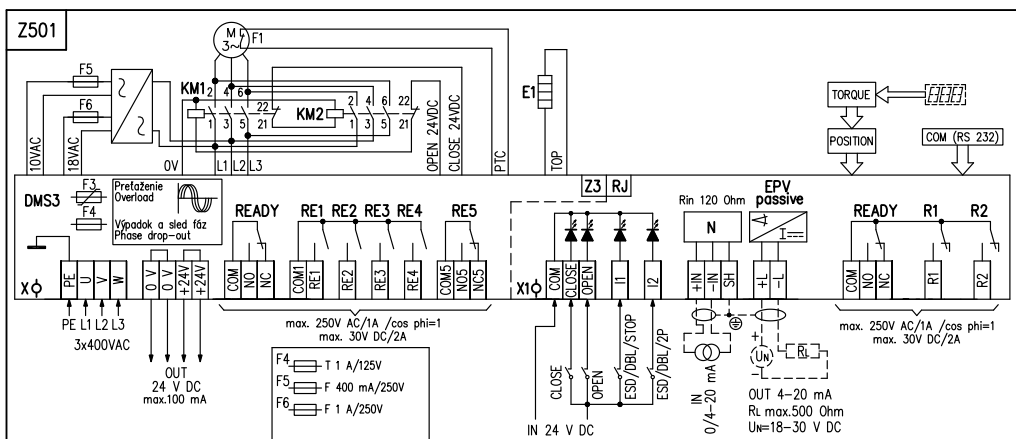 Z501
M
3~
F1
F5
F6
KM1
2 4 6
22
1 3 5
21
KM2
2 4 6
22
1 3 5
21
E1
TORQUE
POSITION
COM (RS 232)
10VAC
18VAC
0V
L1
L2
L3
OPEN 24VDC
CLOSE 24VDC
PTC
TOP
DMS3
F3
F4
Preťaženie
Overload
Výpadok a sled fáz
Phase drop-out
READY
RE1
RE2
RE3
RE4
RE5
Z3
RJ
Rin 120 Ohm
N
EPV
passive
I
READY
R1
R2
X
PE
U
V
W
0 V
0 V
+24V
+24V
COM
NO
NC
COM1
RE1
RE2
RE3
RE4
COM5
NO5
NC5
X1
COM
CLOSE
OPEN
I1
I2
+IN
-IN
SH
+L
-L
COM
NO
NC
R1
R2
PE L1 L2 L3
3x400VAC
OUT
24 V DC
max.100 mA
max. 250V AC/1A /cos phi=1
max. 30V DC/2A
F4 T 1 A/125V
F5 F 400 mA/250V
F6 F 1 A/250V
CLOSE
OPEN
ESD/DBL/STOP
ESD/DBL/2P
IN 24 V DC
IN
0/4-20 mA
+
UN
-
RL
OUT 4-20 mA
RL max.500 Ohm
UN=18-30 V DC
max. 250V AC/1A /cos phi=1
max. 30V DC/2A